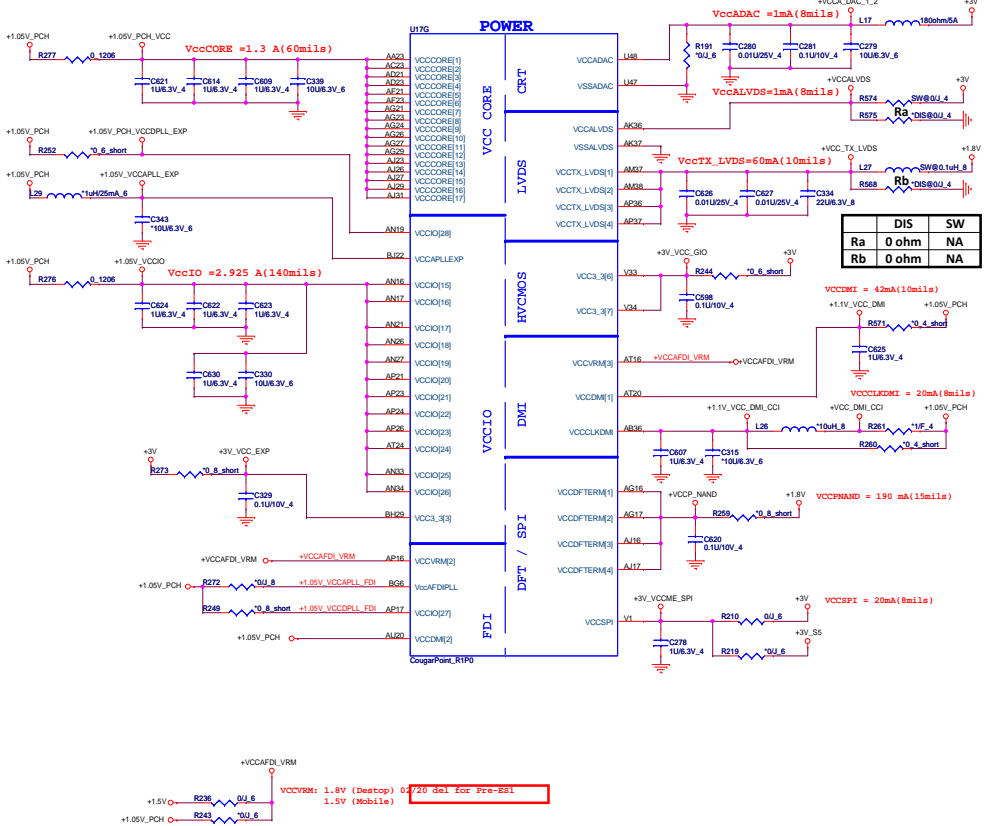 POWER
U17G
+1.05V_PCH
+1.05V_PCH_VCC
R277
0_1206
VccCORE =1.3 A(60mils)
C621
1U/6.3V_4
C614
1U/6.3V_4
C609
1U/6.3V_4
C339
10U/6.3V_6
AA23
AC23
AD21
AD23
AF21
AF23
AG21
AG23
AG24
AG26
AG27
AG29
AJ23
AJ26
AJ27
AJ29
AJ31
VCCCORE[1]
VCCCORE[2]
VCCCORE[3]
VCCCORE[4]
VCCCORE[5]
VCCCORE[6]
VCCCORE[7]
VCCCORE[8]
VCCCORE[9]
VCCCORE[10]
VCCCORE[11]
VCCCORE[12]
VCCCORE[13]
VCCCORE[14]
VCCCORE[15]
VCCCORE[16]
VCCCORE[17]
VCC CORE
+1.05V_PCH
+1.05V_PCH_VCCDPLL_EXP
R252
*0_6_short
+1.05V_PCH
+1.05V_VCCAPLL_EXP
L29
*1uH/25mA_6
C343
*10U/6.3V_6
AN19
VCCIO[28]
BJ22
VCCAPLLEXP
+1.05V_PCH
+1.05V_VCCIO
R276
0_1206
VccIO =2.925 A(140mils)
C624
1U/6.3V_4
C622
1U/6.3V_4
C623
1U/6.3V_4
C630
1U/6.3V_4
C330
10U/6.3V_6
AN16
VCCIO[15]
AN17
VCCIO[16]
AN21
VCCIO[17]
AN26
VCCIO[18]
AN27
VCCIO[19]
AP21
VCCIO[20]
AP23
VCCIO[21]
AP24
VCCIO[22]
AP26
VCCIO[23]
AT24
VCCIO[24]
AN33
VCCIO[25]
AN34
VCCIO[26]
VCCIO
+3V
+3V_VCC_EXP
R273
*0_8_short
C329
0.1U/10V_4
BH29
VCC3_3[3]
+VCCAFDI_VRM
+VCCAFDI_VRM
AP16
VCCVRM[2]
+1.05V_PCH
R272
*0/J_8
+1.05V_VCCAPLL_FDI
BG6
VccAFDIPLL
R249
*0_8_short
+1.05V_VCCDPLL_FDI
AP17
VCCIO[27]
+1.05V_PCH
AU20
VCCDMI[2]
FDI
CougarPoint_R1P0
CRT
VCCADAC
U48
VSSADAC
U47
VccADAC =1mA(8mils)
+VCCA_DAC_1_2
L17
180ohm/5A
+3V
R191
*0/J_6
C280
0.01U/25V_4
C281
0.1U/10V_4
C279
10U/6.3V_6
LVDS
VCCALVDS
AK36
VSSALVDS
AK37
VccALVDS=1mA(8mils)
+VCCALVDS
+3V
R574
SW@0/J_4
Ra
R575
*DIS@0/J_4
VCCTX_LVDS[1]
AM37
VCCTX_LVDS[2]
AM38
VCCTX_LVDS[3]
AP36
VCCTX_LVDS[4]
AP37
VccTX_LVDS=60mA(10mils)
+VCC_TX_LVDS
+1.8V
L27
SW@0.1uH_8
Rb
R568
*DIS@0/J_4
C626
0.01U/25V_4
C627
0.01U/25V_4
C334
22U/6.3V_8
DIS SW
Ra 0 ohm NA
Rb 0 ohm NA
HVCMOS
VCC3_3[6]
V33
VCC3_3[7]
V34
+3V_VCC_GIO
R244
*0_6_short
+3V
C598
0.1U/10V_4
VCCDMI = 42mA(10mils)
+1.1V_VCC_DMI
+1.05V_PCH
R571
*0_4_short
C625
1U/6.3V_4
DMI
VCCVRM[3]
AT16
+VCCAFDI_VRM
+VCCAFDI_VRM
VCCDMI[1]
AT20
VCCCLKDMI
AB36
VCCCLKDMI = 20mA(8mils)
+1.1V_VCC_DMI_CCI
+VCC_DMI_CCI
+1.05V_PCH
L26
*10uH_8
R261
*1/F_4
R260
*0_4_short
C607
1U/6.3V_4
C315
*10U/6.3V_6
DFT / SPI
VCCDFTERM[1]
AG16
VCCDFTERM[2]
AG17
VCCDFTERM[3]
AJ16
VCCDFTERM[4]
AJ17
VCCPNAND = 190 mA(15mils)
+VCCP_NAND
+1.8V
R259
*0_8_short
C620
0.1U/10V_4
VCCSPI
V1
VCCSPI = 20mA(8mils)
+3V_VCCME_SPI
+3V
R210
0/J_6
+3V_S5
R219
*0/J_6
C278
1U/6.3V_4
+VCCAFDI_VRM
+1.5V
R236
0/J_6
+1.05V_PCH
R243
*0/J_6
VCCVRM: 1.8V (Destop) 02/20 del for Pre-ES1
1.5V (Mobile)